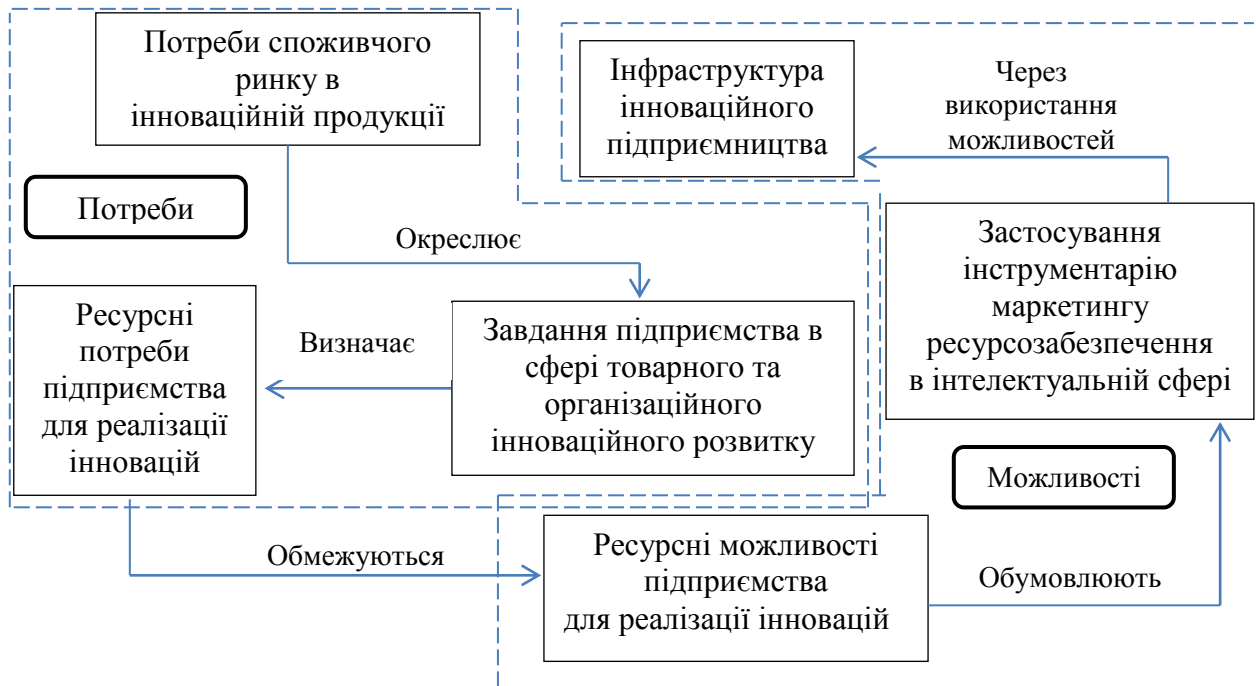 Потреби споживчого
ринку в
інноваційній продукції
Інфраструктура
інноваційного
підприємництва
Через
використання
можливостей
Потреби
Окреслює
Застосування
інструментарію
маркетингу
ресурсозабезпечення
в інтелектуальній сфері
Ресурсні
потреби
підприємства
для реалізації
інновацій
Визначає
Завдання підприємства в
сфері товарного та
організаційного
інноваційного розвитку
Можливості
Обмежуються
Ресурсні можливості
підприємства
для реалізації інновацій
Обумовлюють